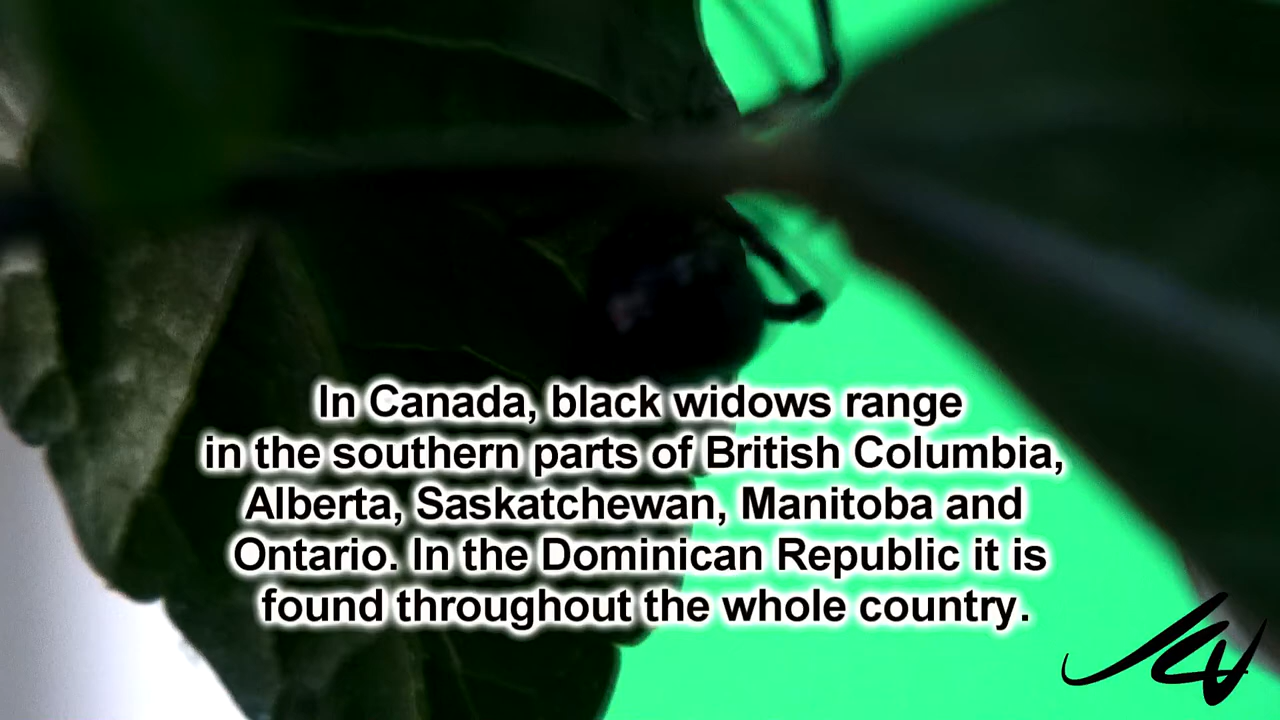 In Canada, black widows range
in the southern parts of British Columbia,
Alberta, Saskatchewan, Manitoba and
Ontario. In the Dominican Republic it is
found throughout the whole country.